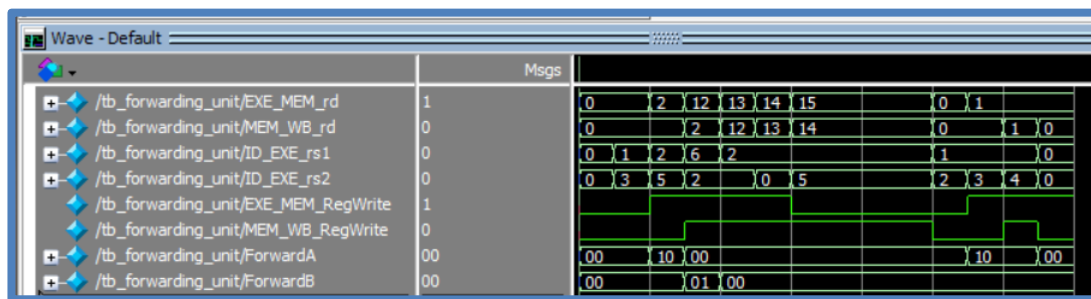 Wave - Default
Msgs
/tb_forwarding_unit/EXE_MEM_rd 1 0 2 12 13 14 15 0 1
/tb_forwarding_unit/MEM_WB_rd 0 0 2 12 13 14 0 1 0
/tb_forwarding_unit/ID_EXE_rs1 0 0 1 2 6 2 1 0
/tb_forwarding_unit/ID_EXE_rs2 0 0 3 5 2 0 5 2 3 4 0
/tb_forwarding_unit/EXE_MEM_RegWrite 1
/tb_forwarding_unit/MEM_WB_RegWrite 0
/tb_forwarding_unit/ForwardA 00 00 10 00 10 00
/tb_forwarding_unit/ForwardB 00 00 01 00